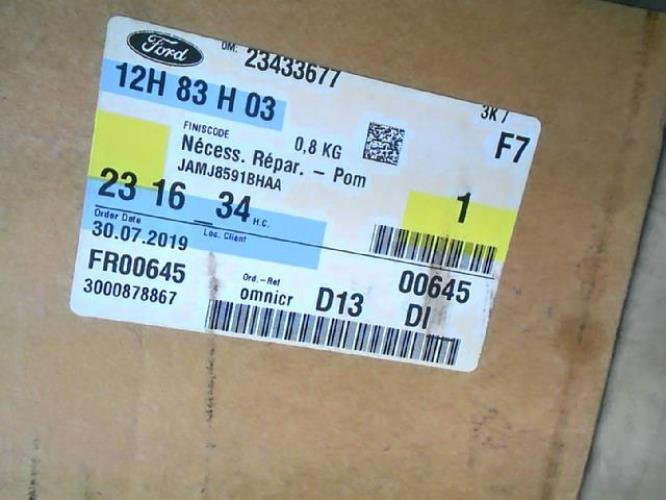 Ford
DM: 23433677
12H 83 H 03
3K 7
F7
FINISCODE
0,8 KG
Nécess. Répar. - Pom
JAMJ8591BHAA
23 16 34 H.C.
1
Order Date
Loc. Client
30.07.2019
FR00645
Ord.-Ref
00645
3000878867
omnicr
D13
DI